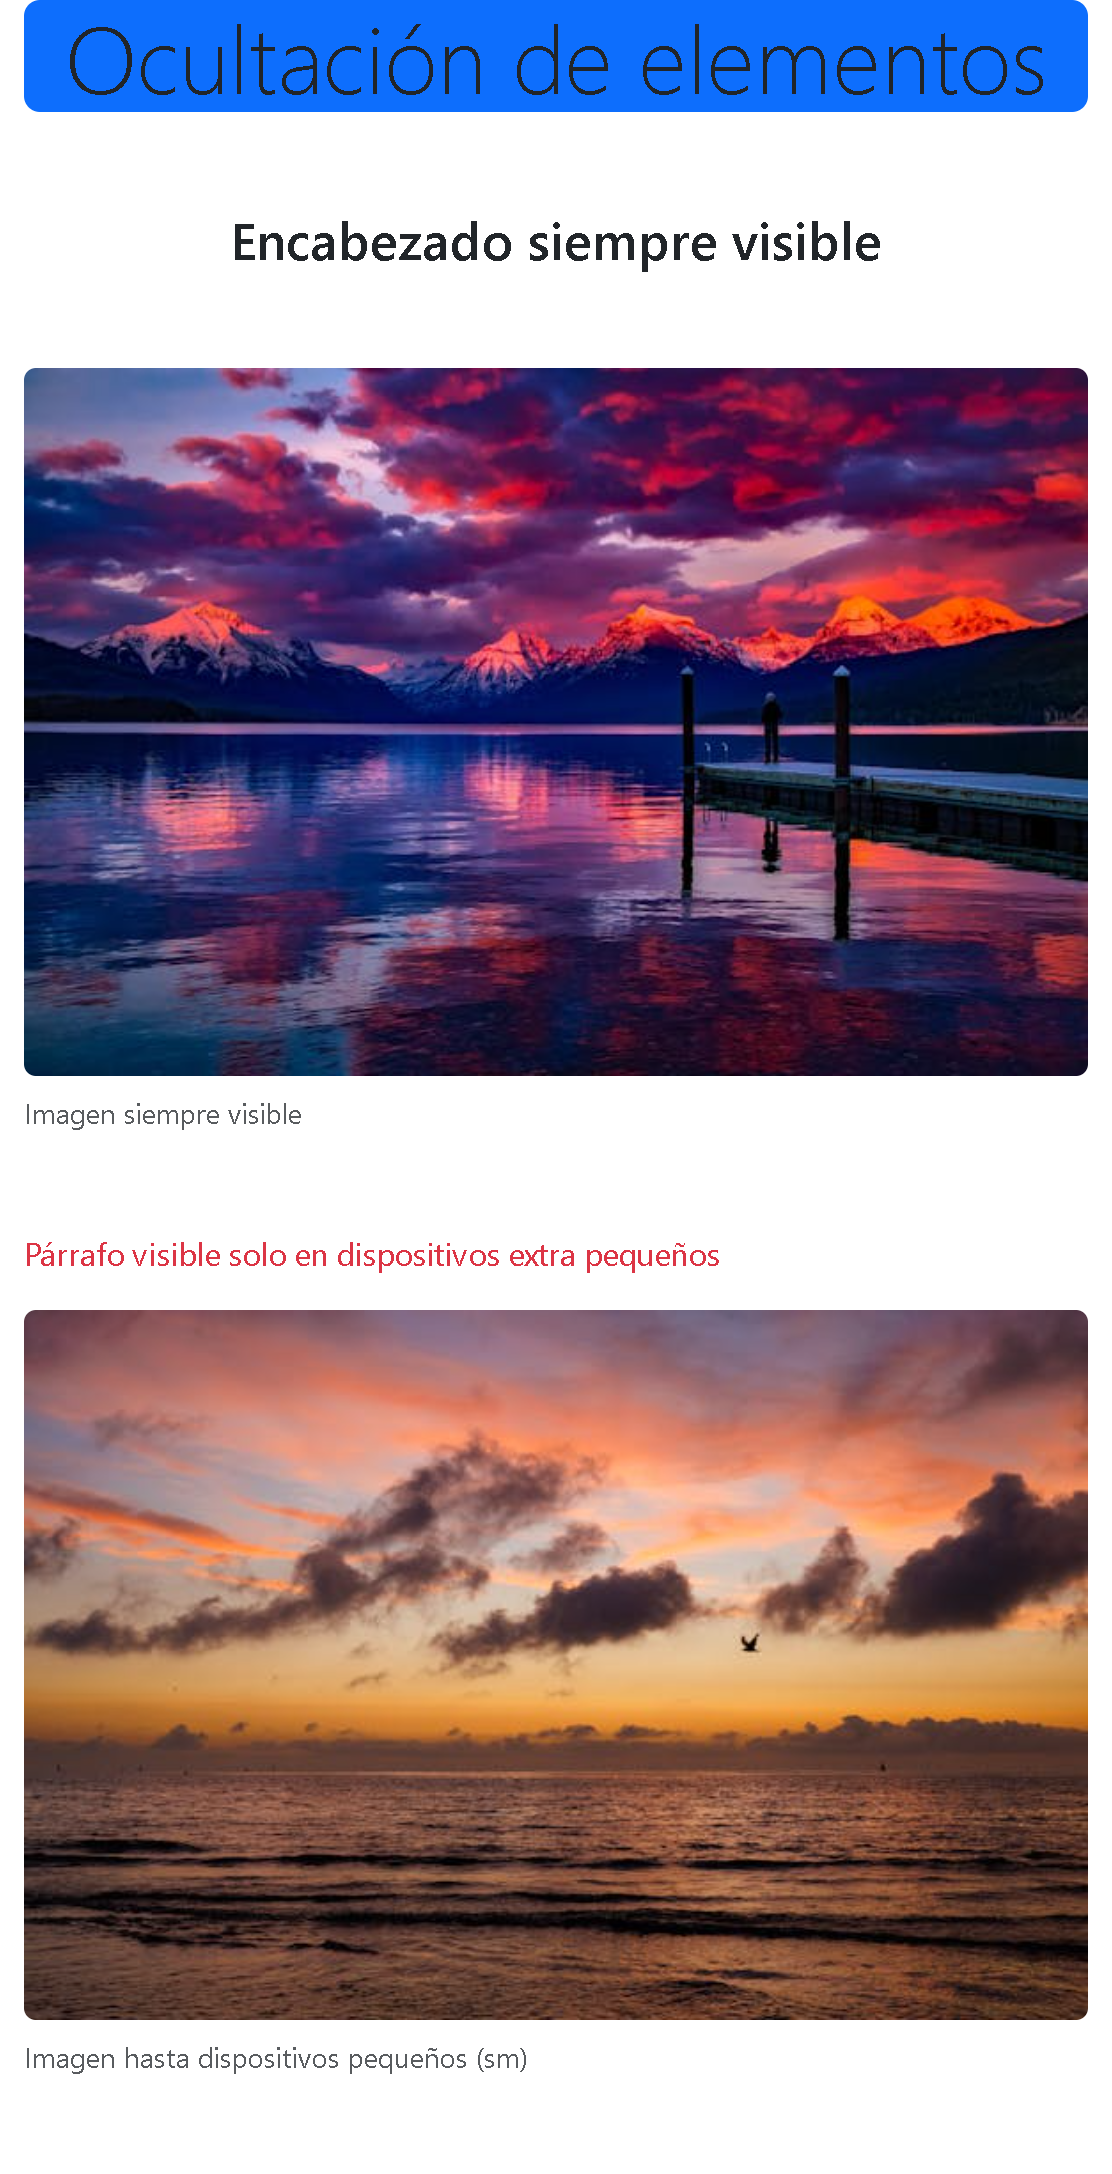 Ocultación de elementos
Encabezado siempre visible
Imagen siempre visible
Párrafo visible solo en dispositivos extra pequeños
Imagen hasta dispositivos pequeños (sm)